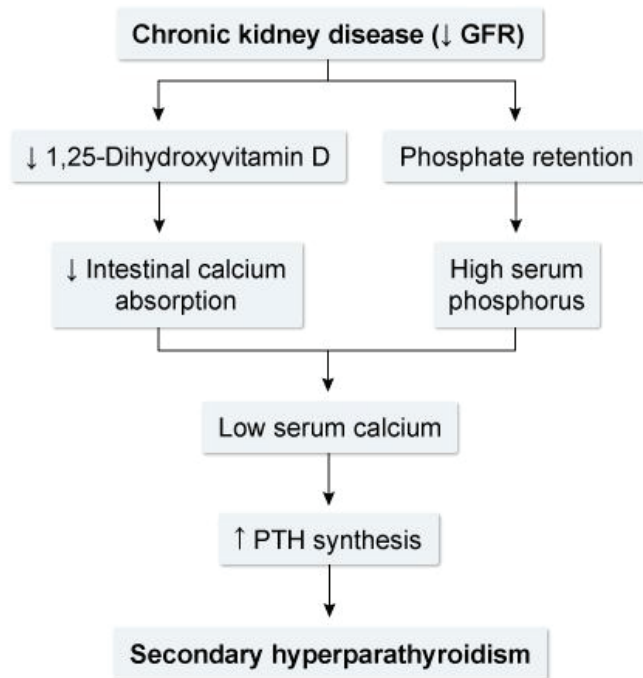 Chronic kidney disease (↓ GFR)
↓ 1,25-Dihydroxyvitamin D
Phosphate retention
↓ Intestinal calcium
absorption
High serum
phosphorus
Low serum calcium
↑ PTH synthesis
Secondary hyperparathyroidism